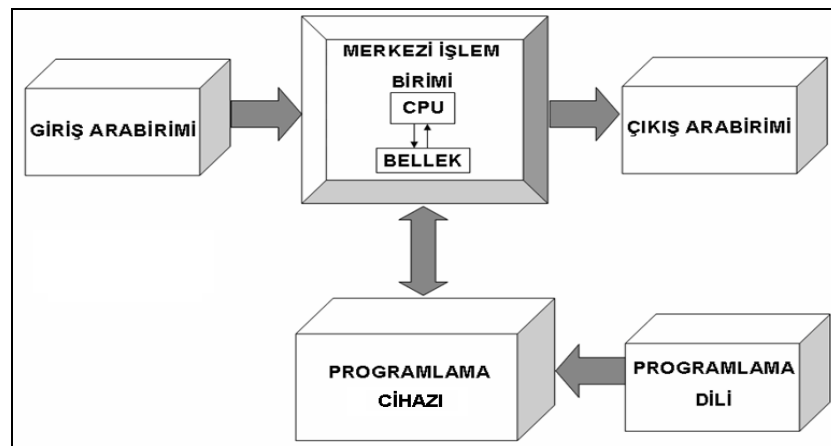 GİRİŞ ARABİRİMİ
MERKEZİ İŞLEM
BİRİMİ
CPU
BELLEK
ÇIKIŞ ARABİRİMİ
PROGRAMLAMA
CİHAZI
PROGRAMLAMA
DİLİ